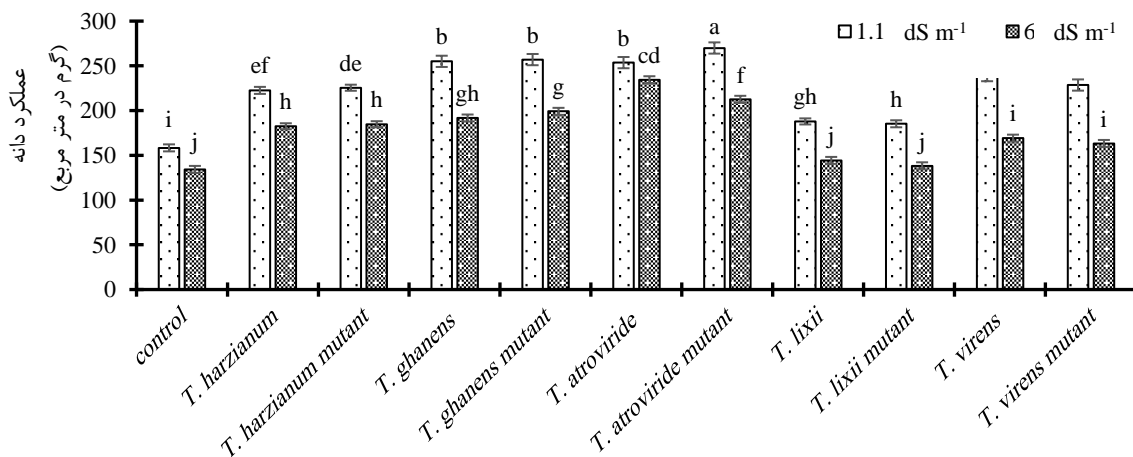 عملکرد دانه
(گرم در متر مربع)
300
250
200
150
100
50
0
1.1 dS m-1 6 dS m-1
i j ef h de h b gh b g b cd a f gh j h j i i
control
T. harzianum
T. harzianum mutant
T. ghanens
T. ghanens mutant
T. atroviride
T. atroviride mutant
T. lixii
T. lixii mutant
T. virens
T. virens mutant